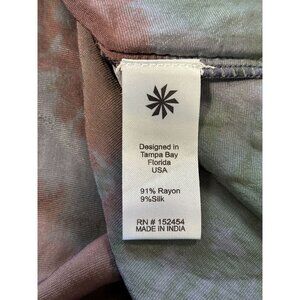 Designed in
Tampa Bay
Florida
USA
91% Rayon
9%Silk
RN # 152454
MADE IN INDIA